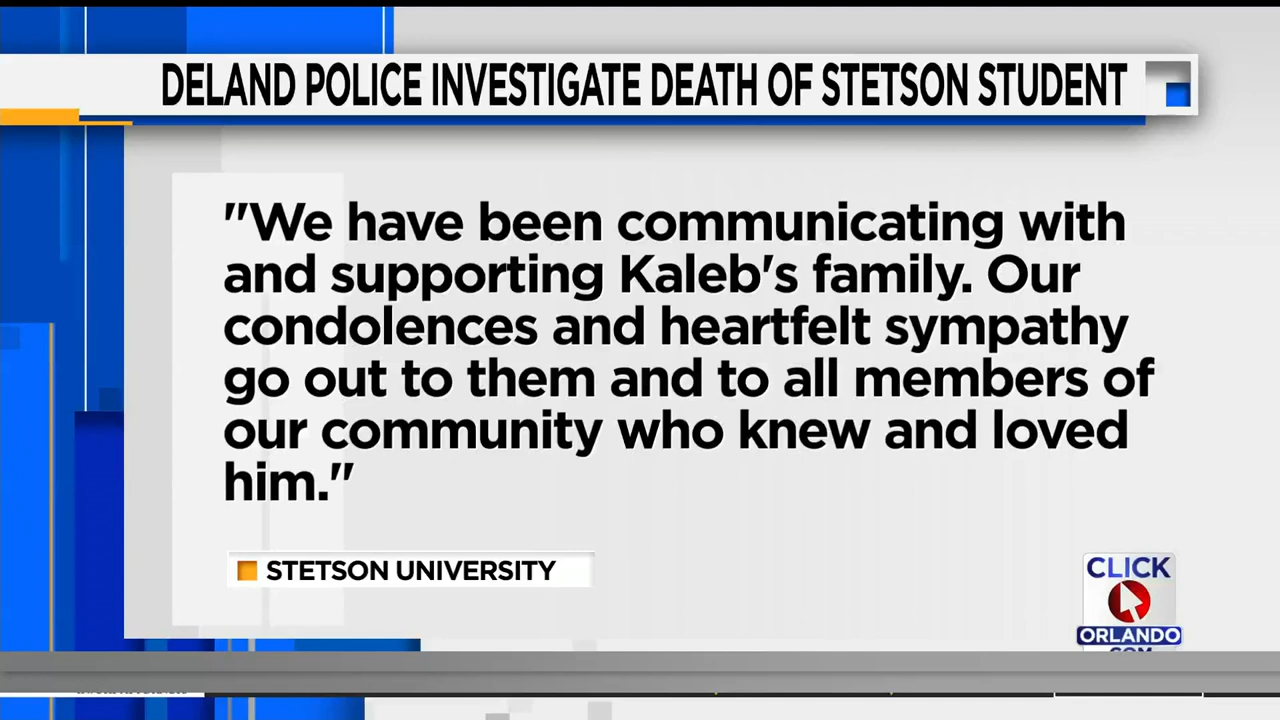 DELAND POLICE INVESTIGATE DEATH OF STETSON STUDENT
"We have been communicating with
and supporting Kaleb's family. Our
condolences and heartfelt sympathy
go out to them and to all members of
our community who knew and loved
him."
STETSON UNIVERSITY
CLICK
ORLANDO
.COM